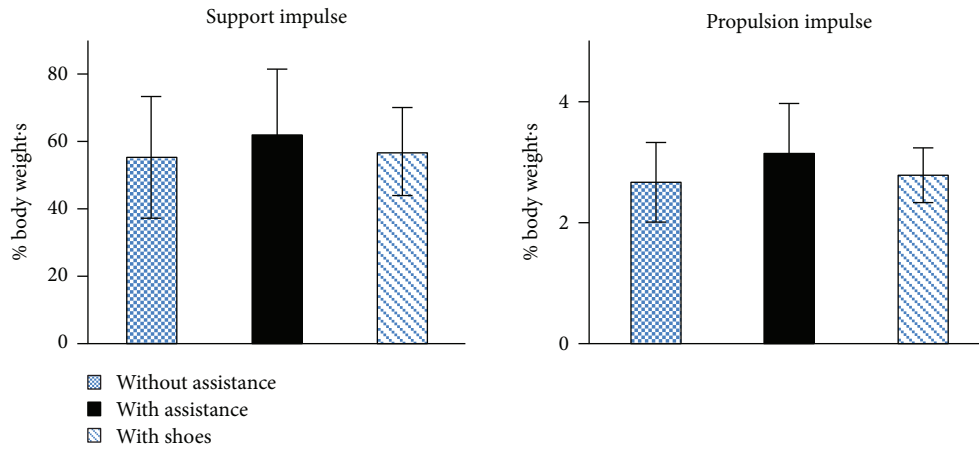 Support impulse
% body weight·s
80
60
40
20
0
Propulsion impulse
% body weight·s
4
2
0
Without assistance
With assistance
With shoes